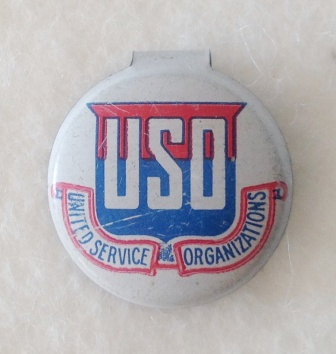 USO
UNITED SERVICE ORGANIZATIONS